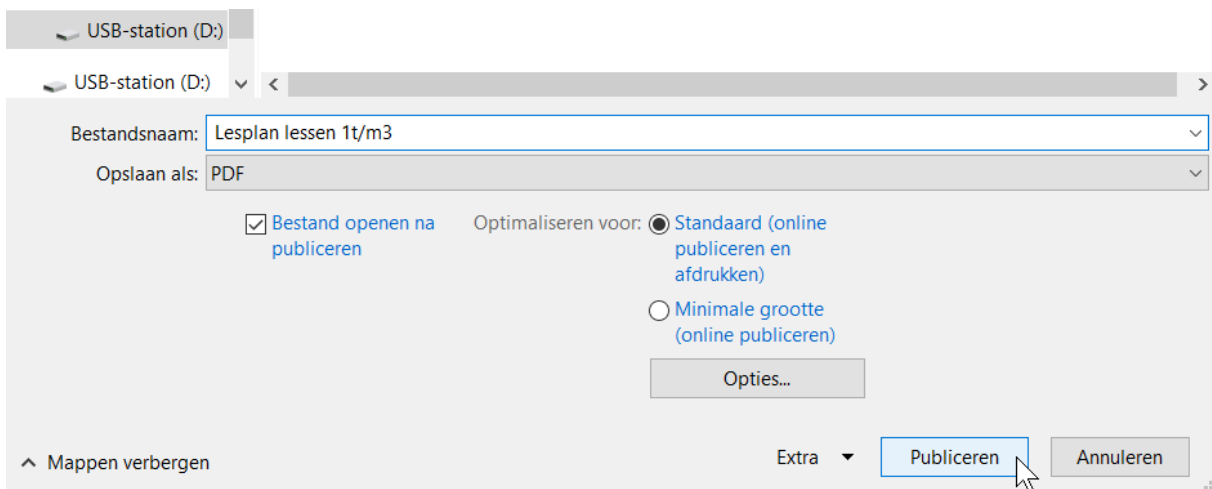 USB-station (D:)
USB-station (D:)
Bestandsnaam: Lesplan lessen 1t/m3
Opslaan als: PDF
Bestand openen na
publiceren
Optimaliseren voor: Standaard (online
publiceren en
afdrukken)
Minimale grootte
(online publiceren)
Opties...
Mappen verbergen
Extra
Publiceren
Annuleren